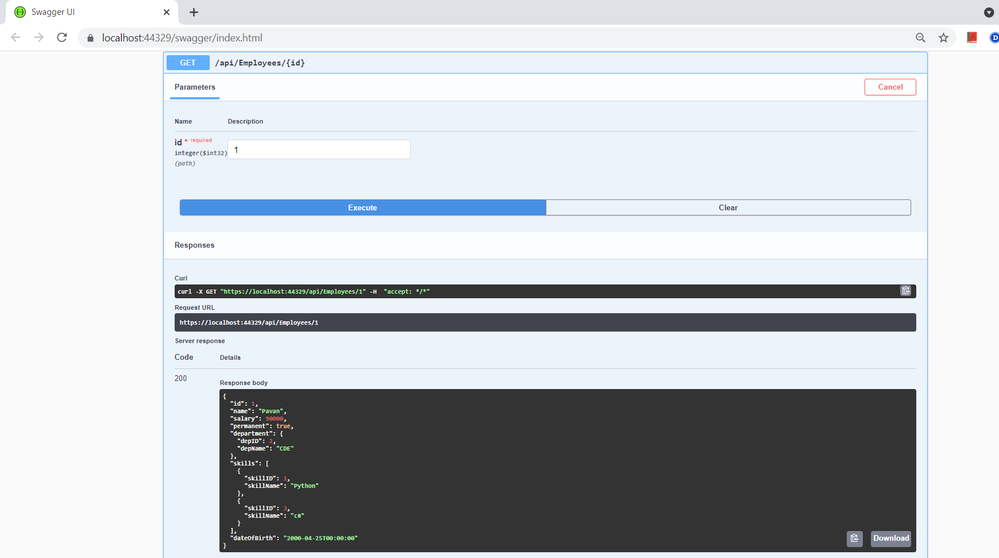 Swagger UI
localhost:44329/swagger/index.html
GET /api/Employees/{id}
Parameters
Cancel
Name Description
id * required
integer($int32)
(path)
1
Execute Clear
Responses
Curl
curl -X GET "https://localhost:44329/api/Employees/1" -H  "accept: */*"
Request URL
https://localhost:44329/api/Employees/1
Server response
Code Details
200
Response body
{
  "id": 1,
  "name": "Pavan",
  "salary": 90000,
  "permanent": true,
  "department": {
    "depID": 2,
    "depName": "CDE"
  },
  "skills": [
    {
      "skillID": 1,
      "skillName": "Python"
    },
    {
      "skillID": 3,
      "skillName": "c#"
    }
  ],
  "dateOfBirth": "2000-04-25T00:00:00"
}
Download